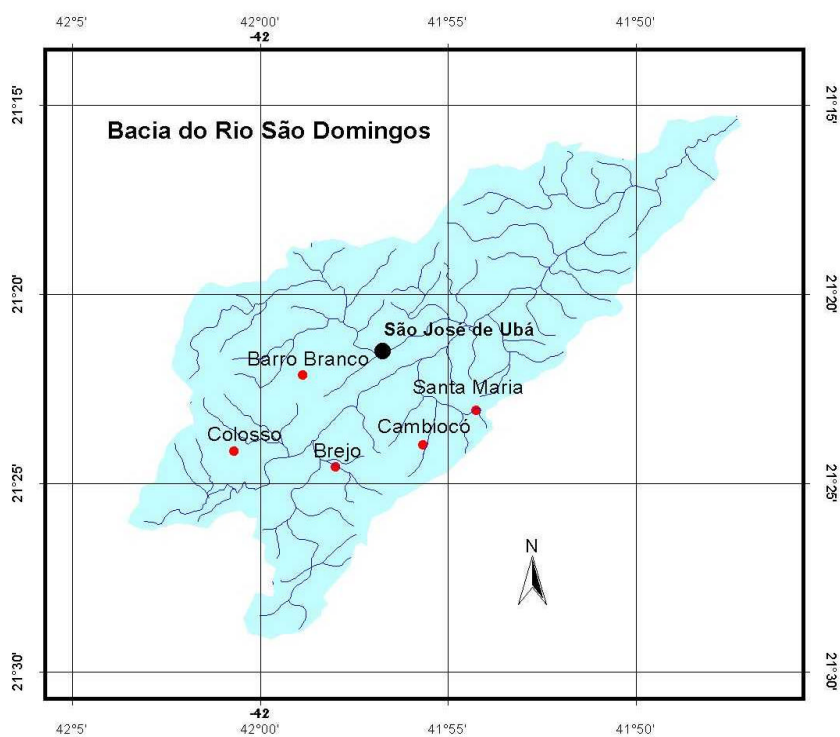 42°5' 42°00' 41°55' 41°50'
-42
21°15' 21°15'
Bacia do Rio São Domingos
21°20' 21°20'
São José de Ubá
Barro Branco
Santa Maria
Cambiocó
Colosso
Brejo
21°25' 21°25'
N
21°30' 21°30'
-42
42°5' 42°00' 41°55' 41°50'